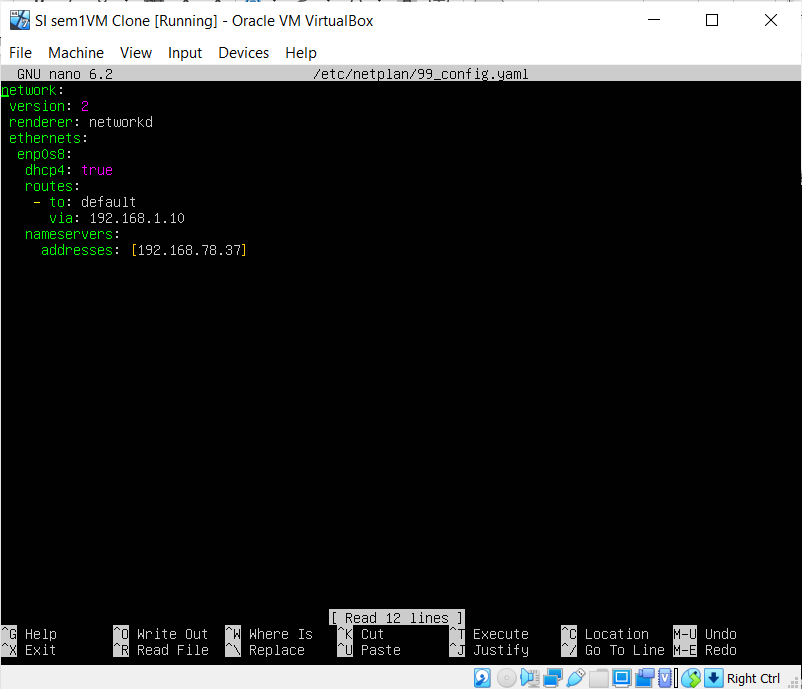 SI sem1VM Clone [Running] - Oracle VM VirtualBox
File Machine View Input Devices Help
GNU nano 6.2 /etc/netplan/99_config.yaml
network:
 version: 2
 renderer: networkd
 ethernets:
  enp0s8:
   dhcp4: true
   routes:
    - to: default
      via: 192.168.1.10
   nameservers:
     addresses: [192.168.78.37]
[ Read 12 lines ]
^G Help ^O Write Out ^W Where Is ^K Cut ^T Execute ^C Location M-U Undo
^X Exit ^R Read File ^\ Replace ^U Paste ^J Justify ^/ Go To Line M-E Redo
Right Ctrl